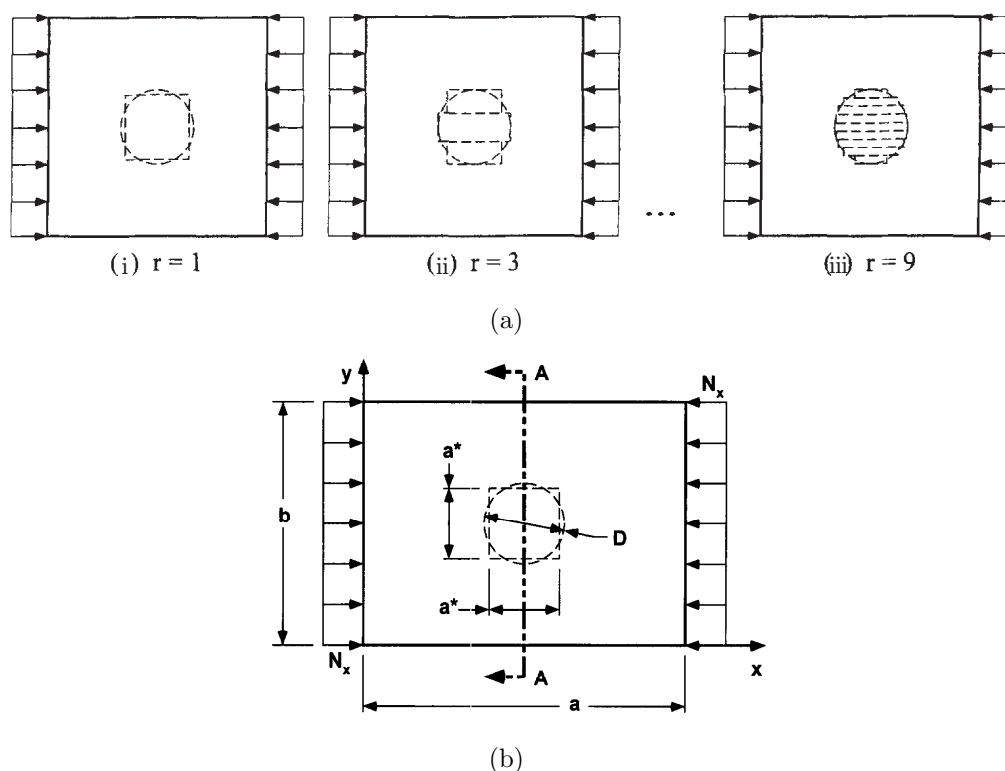 (i) r = 1
(ii) r = 3
...
(iii) r = 9
(a)
y
A
N_x
a*
b
D
a*
N_x
A
x
a
(b)